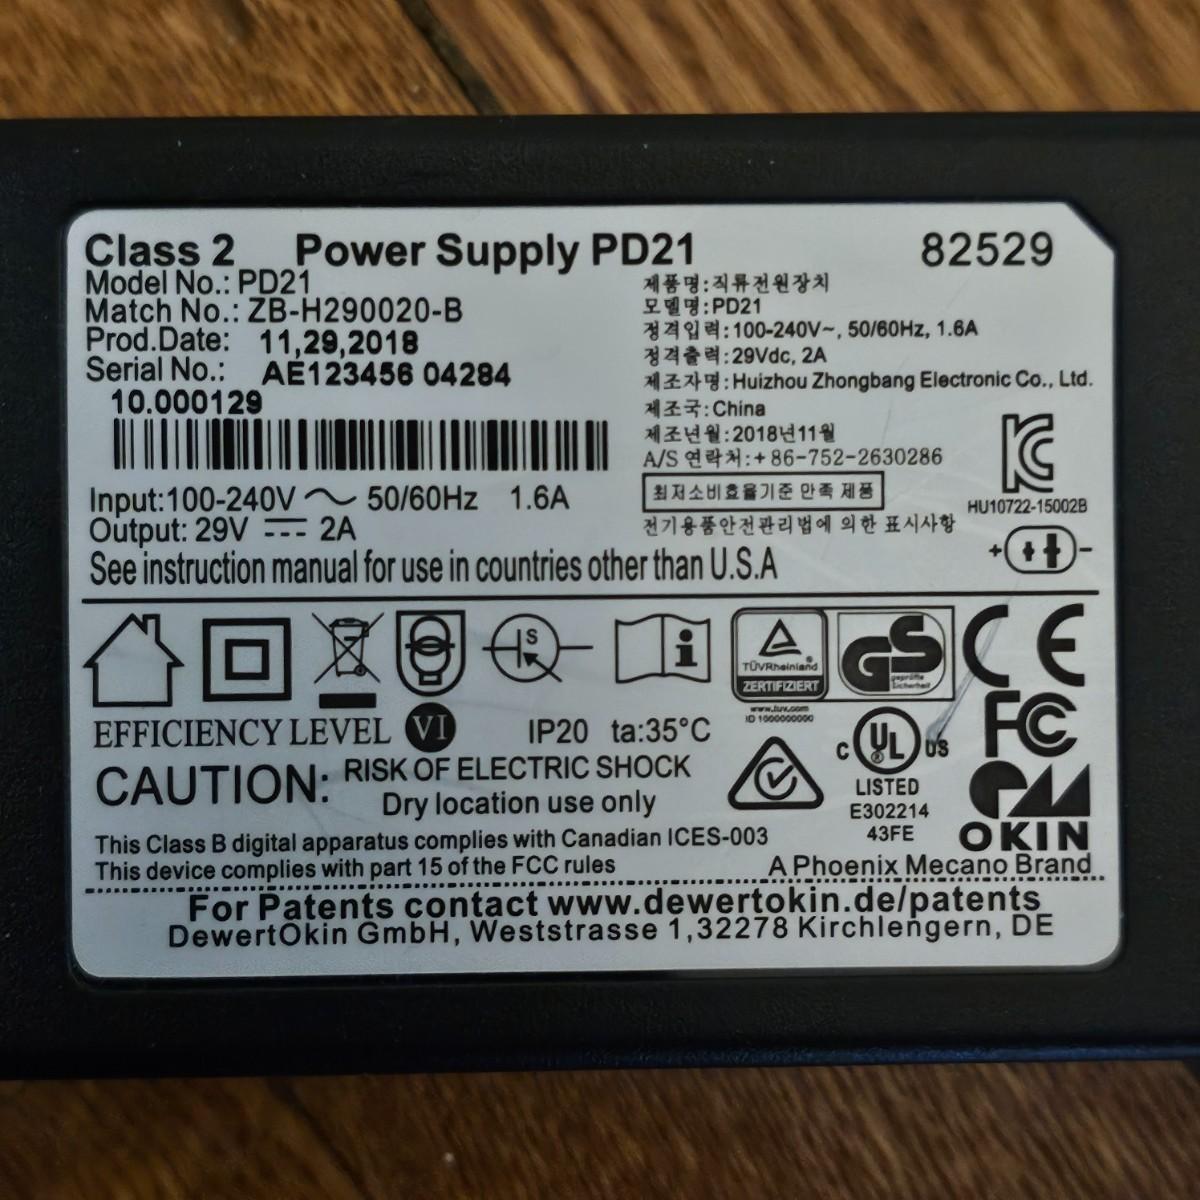 Class 2 Power Supply PD21 82529
Model No.: PD21
Match No.: ZB-H290020-B
Prod.Date: 11,29,2018
Serial No.: AE123456 04284
10.000129
Input:100-240V 50/60Hz 1.6A
Output: 29V 2A
See instruction manual for use in countries other than U.S.A
제품명:직류전원장치
모델명:PD21
정격입력:100-240V~, 50/60Hz, 1.6A
정격출력:29Vdc, 2A
제조자명:Huizhou Zhongbang Electronic Co., Ltd.
제조국:China
제조년월:2018년11월
A/S 연락처:+86-752-2630286
최저소비효율기준 만족 제품
전기용품안전관리법에 의한 표시사항
HU10722-15002B
+ -
S
i
TÜVRheinland
ZERTIFIZIERT
www.tuv.com
ID 1000000000
GS
geprüfte
Sicherheit
CE
FC
EFFICIENCY LEVEL VI IP20 ta:35°C
CAUTION: RISK OF ELECTRIC SHOCK
Dry location use only
C UL US
®
LISTED
E302214
43FE
OKIN
A Phoenix Mecano Brand
This Class B digital apparatus complies with Canadian ICES-003
This device complies with part 15 of the FCC rules
For Patents contact www.dewertokin.de/patents
DewertOkin GmbH, Weststrasse 1,32278 Kirchlengern, DE